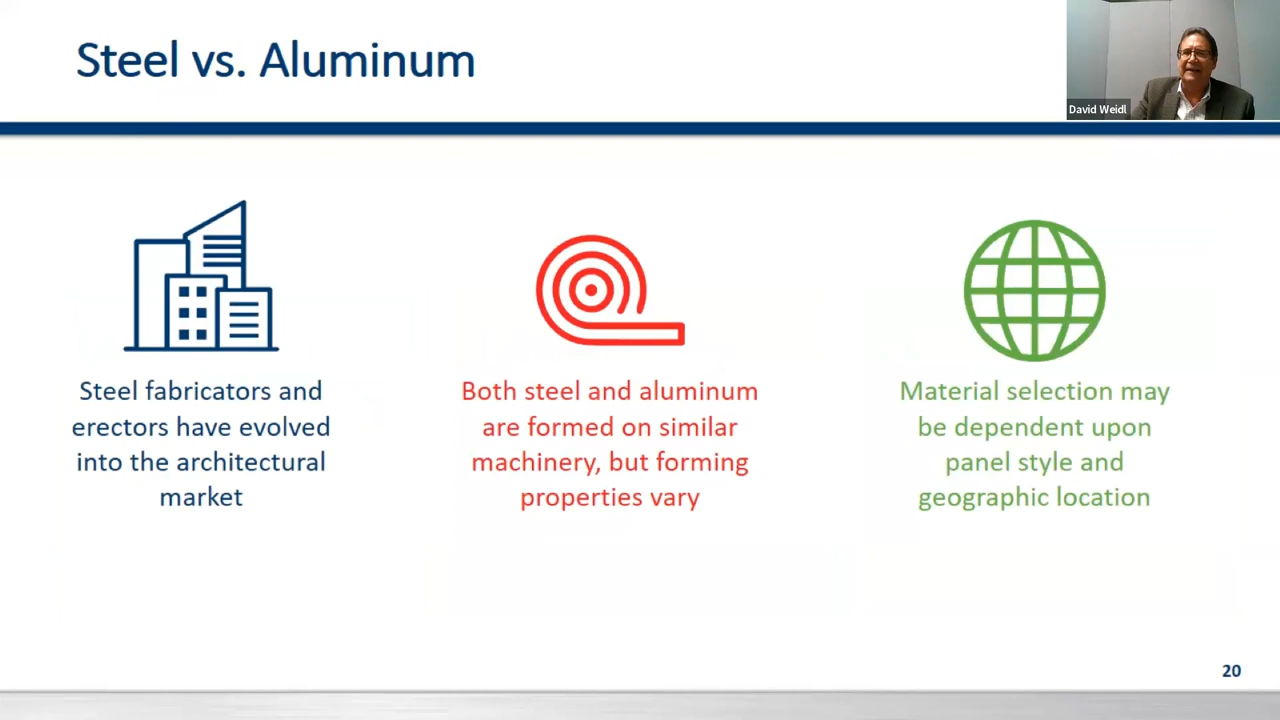 Steel vs. Aluminum
David Weidl
Steel fabricators and
erectors have evolved
into the architectural
market
Both steel and aluminum
are formed on similar
machinery, but forming
properties vary
Material selection may
be dependent upon
panel style and
geographic location
20